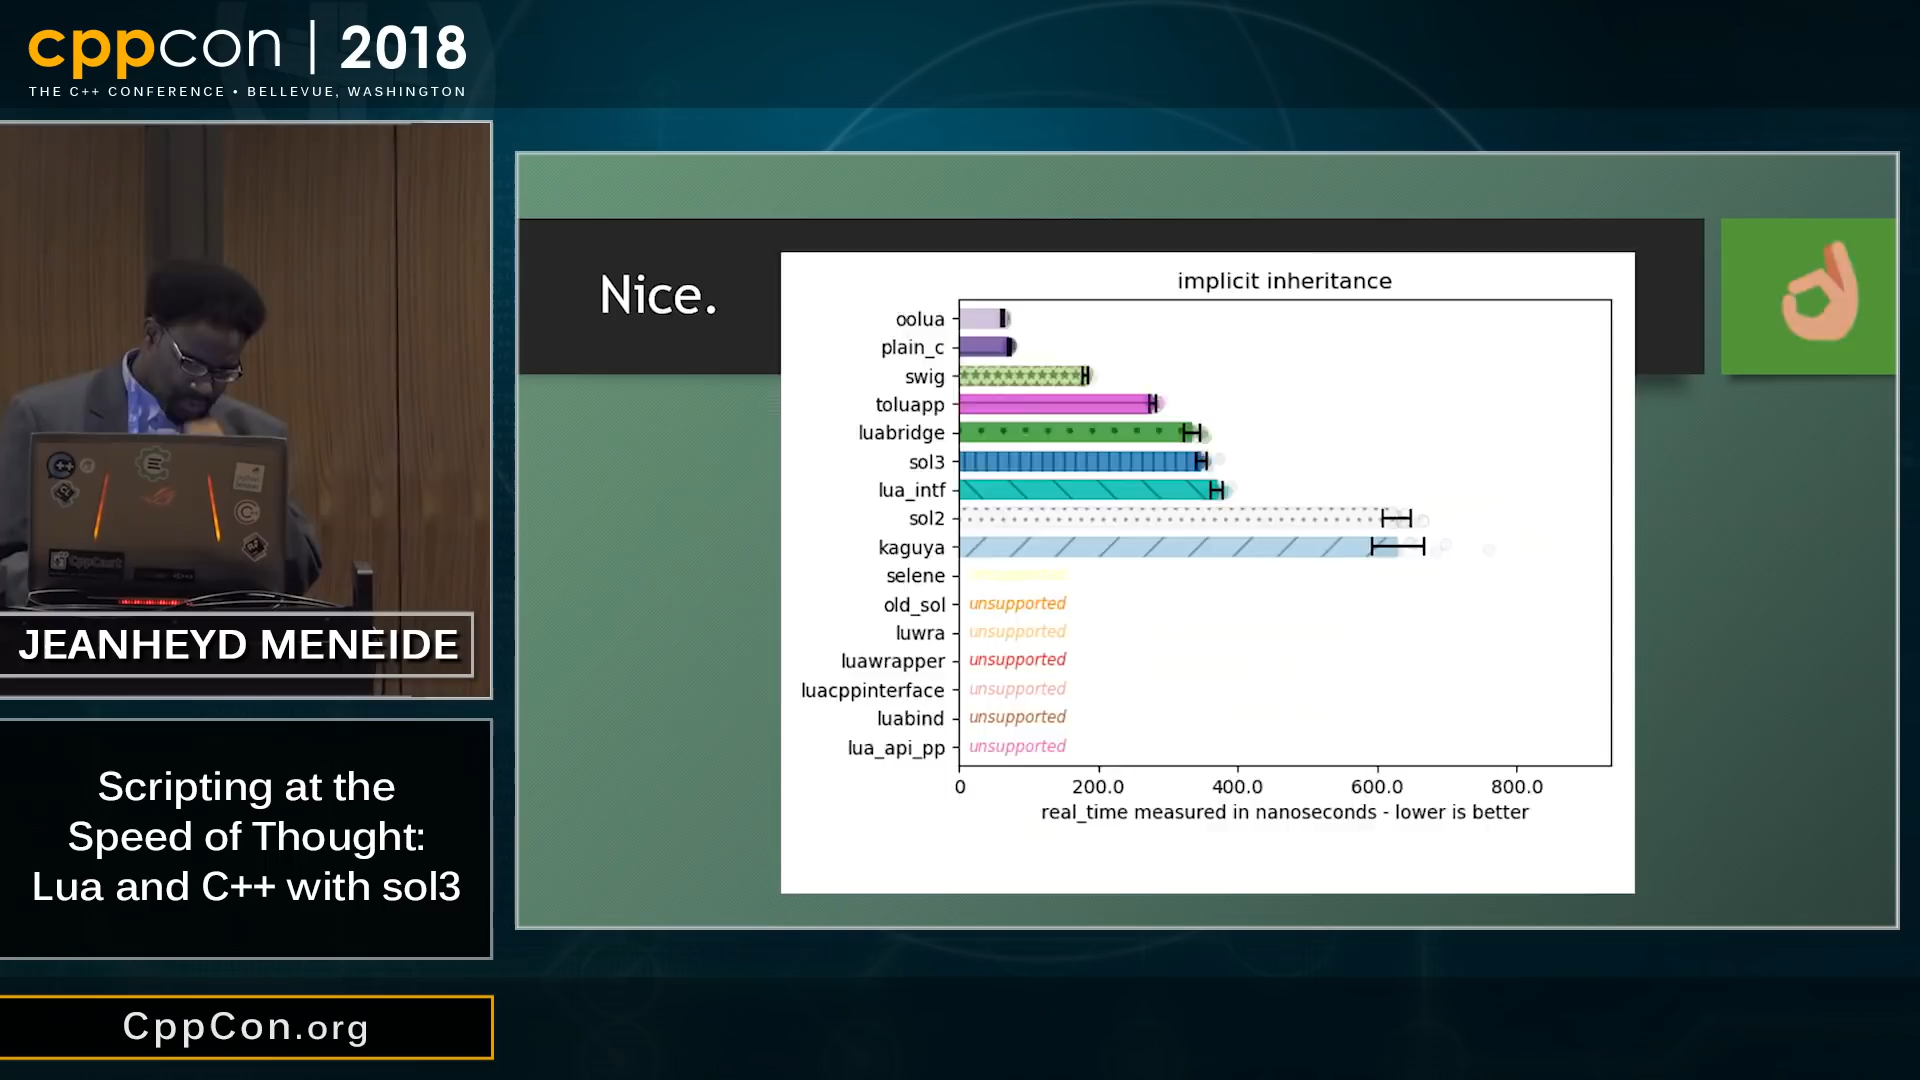 cppcon | 2018
THE C++ CONFERENCE • BELLEVUE, WASHINGTON
JEANHEYD MENEIDE
Scripting at the
Speed of Thought:
Lua and C++ with sol3
CppCon.org
Nice.
implicit inheritance
oolua
plain_c
swig
toluapp
luabridge
sol3
lua_intf
sol2
kaguya
selene unsupported
old_sol unsupported
luwra unsupported
luawrapper unsupported
luacppinterface unsupported
luabind unsupported
lua_api_pp unsupported
0 200.0 400.0 600.0 800.0
real_time measured in nanoseconds - lower is better
CppCast